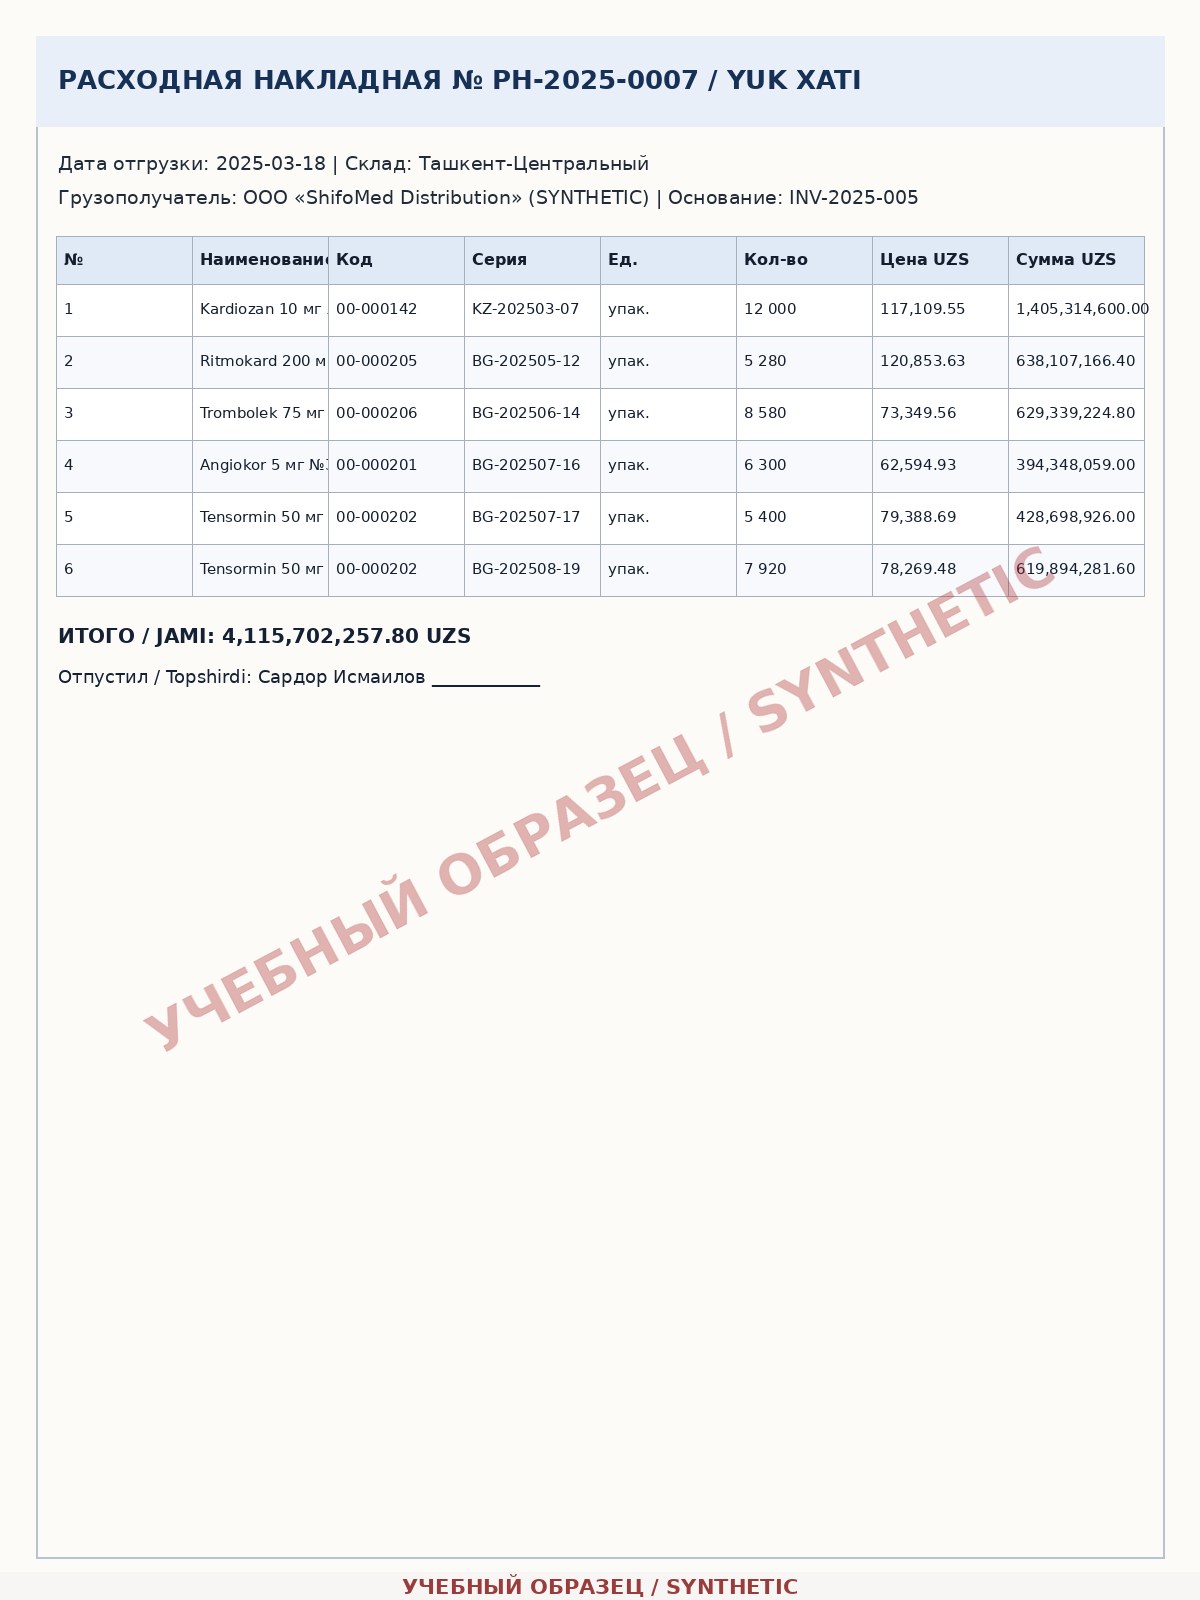 РАСХОДНАЯ НАКЛАДНАЯ № РН-2025-0007 / YUK XATI
Дата отгрузки: 2025-03-18 | Склад: Ташкент-Центральный
Грузополучатель: ООО «ShifoMed Distribution» (SYNTHETIC) | Основание: INV-2025-005
№ Наименование Код Серия Ед. Кол-во Цена UZS Сумма UZS
1 Kardiozan 10 мг 00-000142 KZ-202503-07 упак. 12 000 117,109.55 1,405,314,600.00
2 Ritmokard 200 м 00-000205 BG-202505-12 упак. 5 280 120,853.63 638,107,166.40
3 Trombolek 75 мг 00-000206 BG-202506-14 упак. 8 580 73,349.56 629,339,224.80
4 Angiokor 5 мг № 00-000201 BG-202507-16 упак. 6 300 62,594.93 394,348,059.00
5 Tensormin 50 мг 00-000202 BG-202507-17 упак. 5 400 79,388.69 428,698,926.00
6 Tensormin 50 мг 00-000202 BG-202508-19 упак. 7 920 78,269.48 619,894,281.60
ИТОГО / JAMI: 4,115,702,257.80 UZS
Отпустил / Topshirdi: Сардор Исмаилов ____________
УЧЕБНЫЙ ОБРАЗЕЦ / SYNTHETIC
УЧЕБНЫЙ ОБРАЗЕЦ / SYNTHETIC